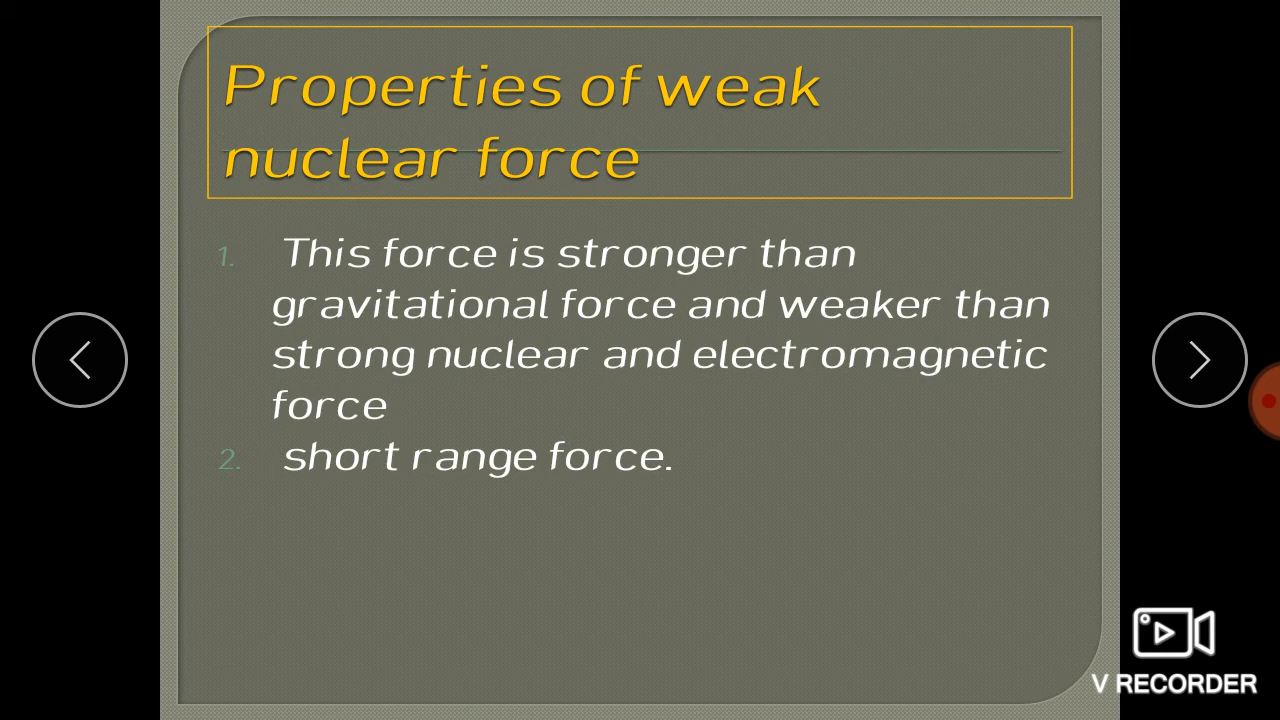 Properties of weak
nuclear force
1. This force is stronger than
gravitational force and weaker than
strong nuclear and electromagnetic
force
2. short range force.
V RECORDER